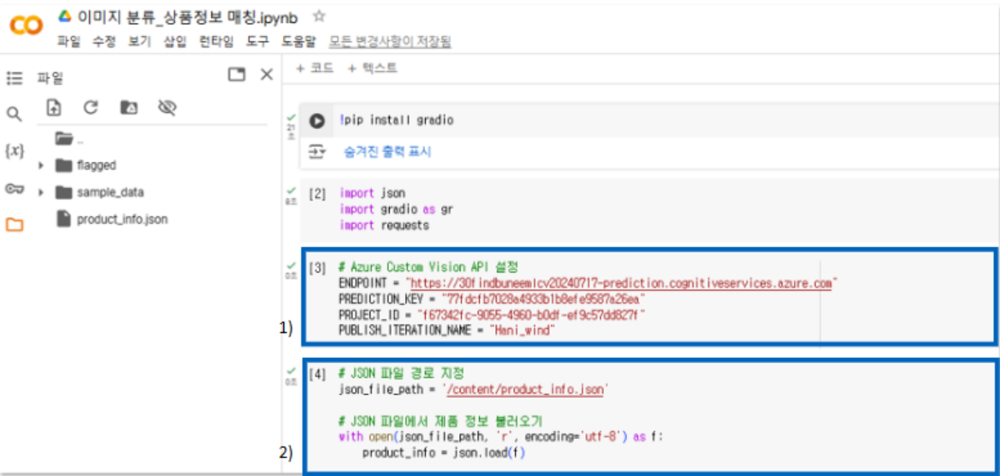 이미지 분류_상품정보 매칭.ipynb
파일 수정 보기 삽입 런타임 도구 도움말 모든 변경사항이 저장됨
파일
+ 코드 + 텍스트
..
flagged
sample_data
product_info.json
{x}
21
초
!pip install gradio
숨겨진 출력 표시
8초
[2] import json
import gradio as gr
import requests
1)
0초
[3] # Azure Custom Vision API 설정
ENDPOINT = "https://30findbuneemlcv20240717-prediction.cognitiveservices.azure.com"
PREDICTION_KEY = "77fdcfb7028a4933b1b8efe9587a26ea"
PROJECT_ID = "f67342fc-9055-4960-b0df-ef9c57dd827f"
PUBLISH_ITERATION_NAME = "Hani_wind"
2)
0초
[4] # JSON 파일 경로 지정
json_file_path = '/content/product_info.json'
# JSON 파일에서 제품 정보 불러오기
with open(json_file_path, 'r', encoding='utf-8') as f:
product_info = json.load(f)